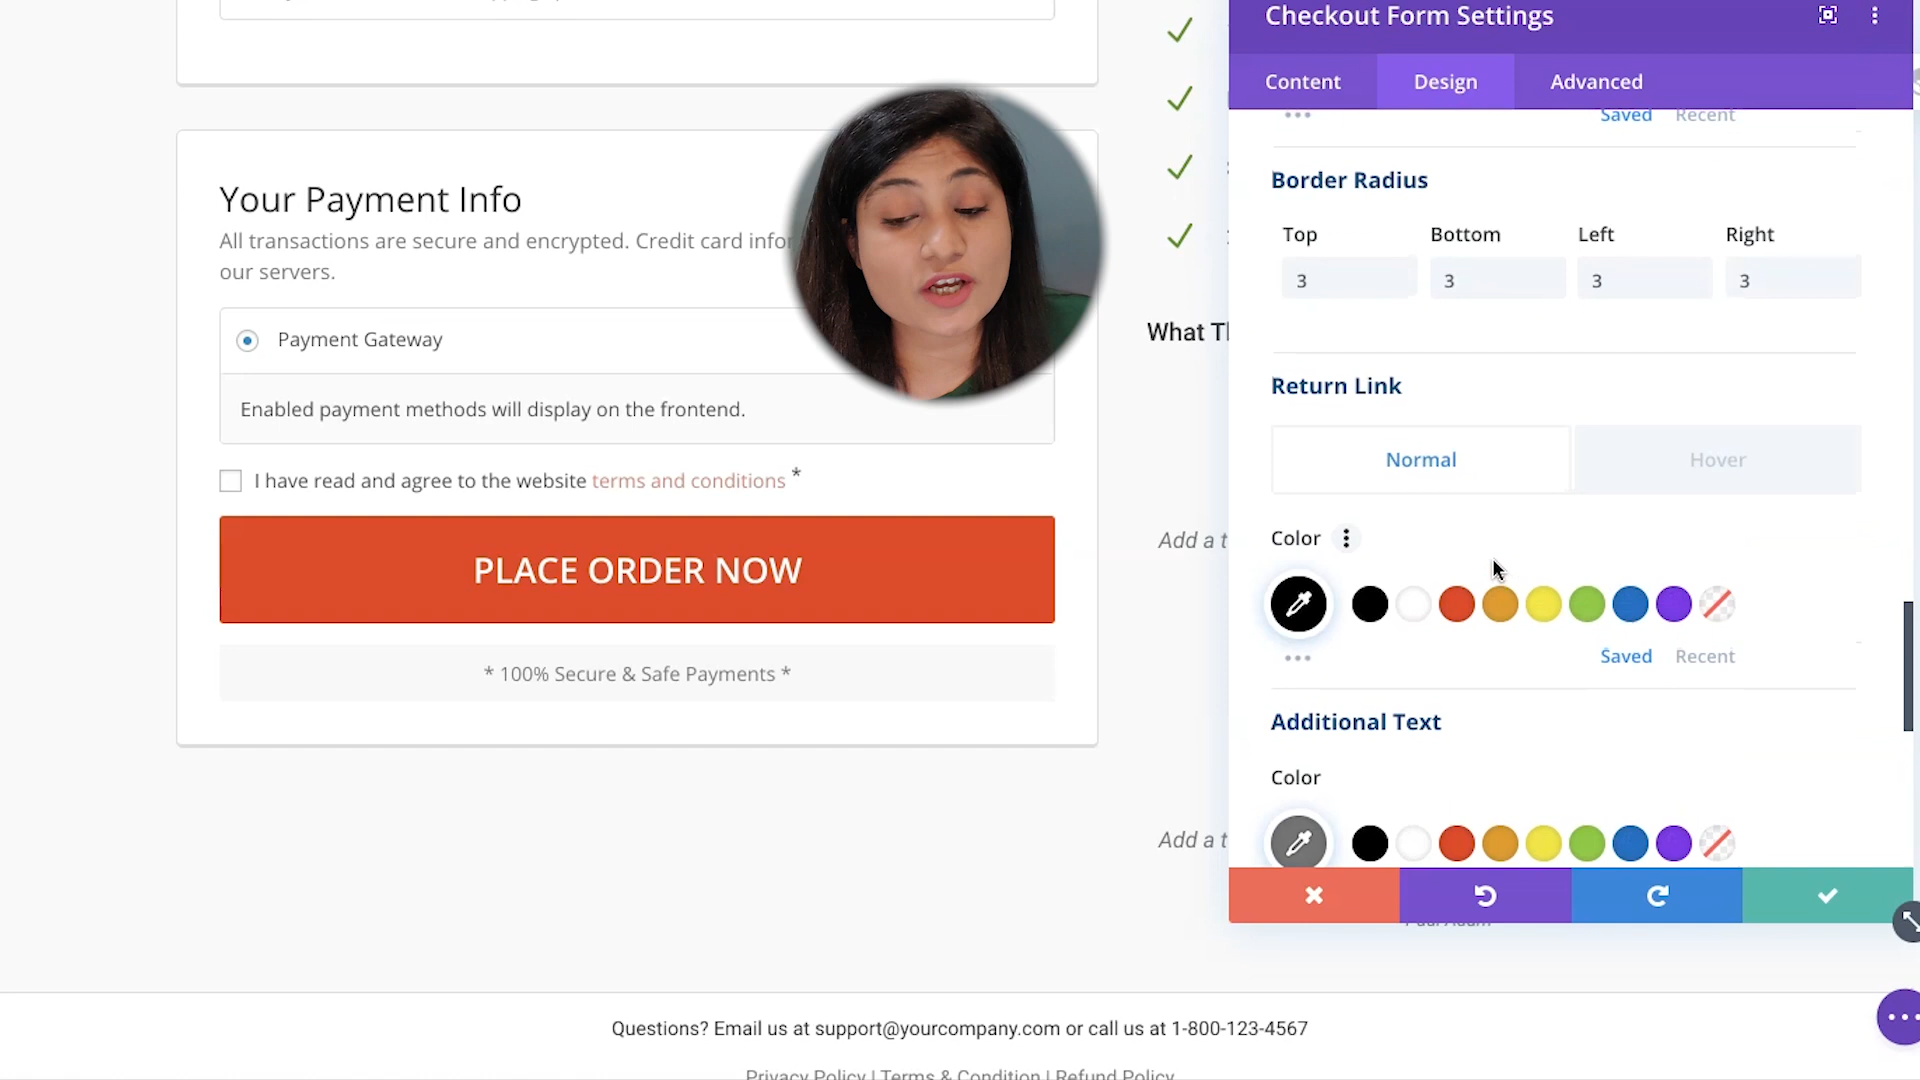 Your Payment Info
All transactions are secure and encrypted. Credit card
our servers.
Payment Gateway
Enabled payment methods will display on the frontend.
I have read and agree to the website terms and conditions *
PLACE ORDER NOW
* 100% Secure & Safe Payments *
What
Add a
Add a
Checkout Form Settings
Content
Design
Advanced
Saved Recent
Border Radius
Top Bottom Left Right
3 3 3 3
Return Link
Normal
Hover
Color
Saved Recent
Additional Text
Color
Questions? Email us at support@yourcompany.com or call us at 1-800-123-4567
Privacy Policy | Terms & Condition | Refund Policy